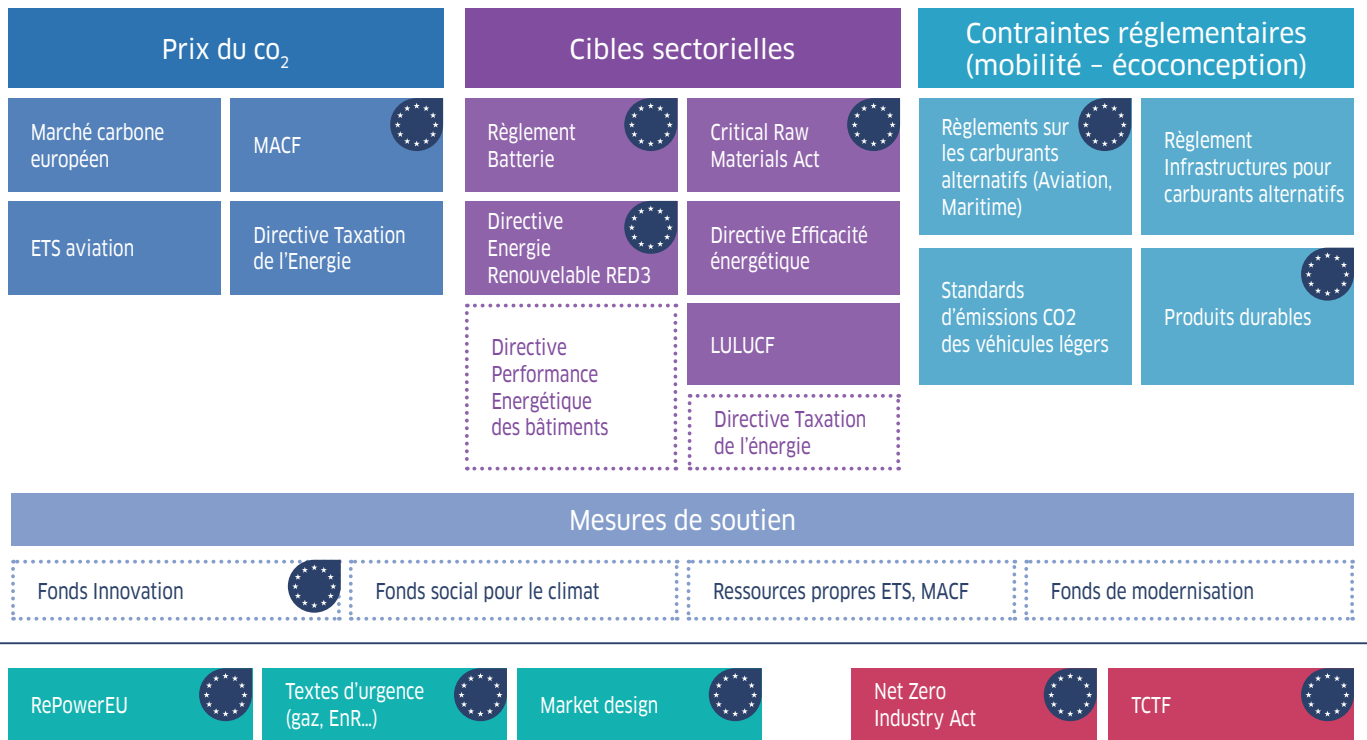 Prix du co₂
Cibles sectorielles
Contraintes réglementaires
(mobilité – écoconception)
Marché carbone
européen
MACF
ETS aviation
Directive Taxation
de l'Energie
Règlement
Batterie
Critical Raw
Materials Act
Directive
Energie
Renouvelable RED3
Directive Efficacité
énergétique
Directive
Performance
Energétique
des bâtiments
LULUCF
Directive Taxation
de l'énergie
Règlements sur
les carburants
alternatifs (Aviation,
Maritime)
Règlement
Infrastructures pour
carburants alternatifs
Standards
d'émissions CO2
des véhicules légers
Produits durables
Mesures de soutien
Fonds Innovation
Fonds social pour le climat
Ressources propres ETS, MACF
Fonds de modernisation
RePowerEU
Textes d'urgence
(gaz, EnR...)
Market design
Net Zero
Industry Act
TCTF